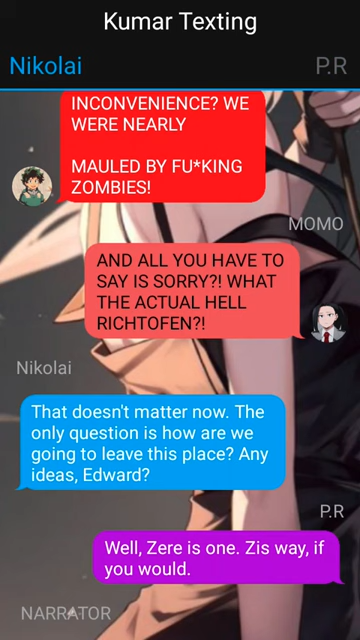 Kumar Texting
Nikolai
P.R
INCONVENIENCE? WE
WERE NEARLY
MAULED BY FU*KING
ZOMBIES!
MOMO
AND ALL YOU HAVE TO
SAY IS SORRY?! WHAT
THE ACTUAL HELL
RICHTOFEN?!
Nikolai
That doesn't matter now. The
only question is how are we
going to leave this place? Any
ideas, Edward?
P.R
Well, Zere is one. Zis way, if
you would.
NARRATOR